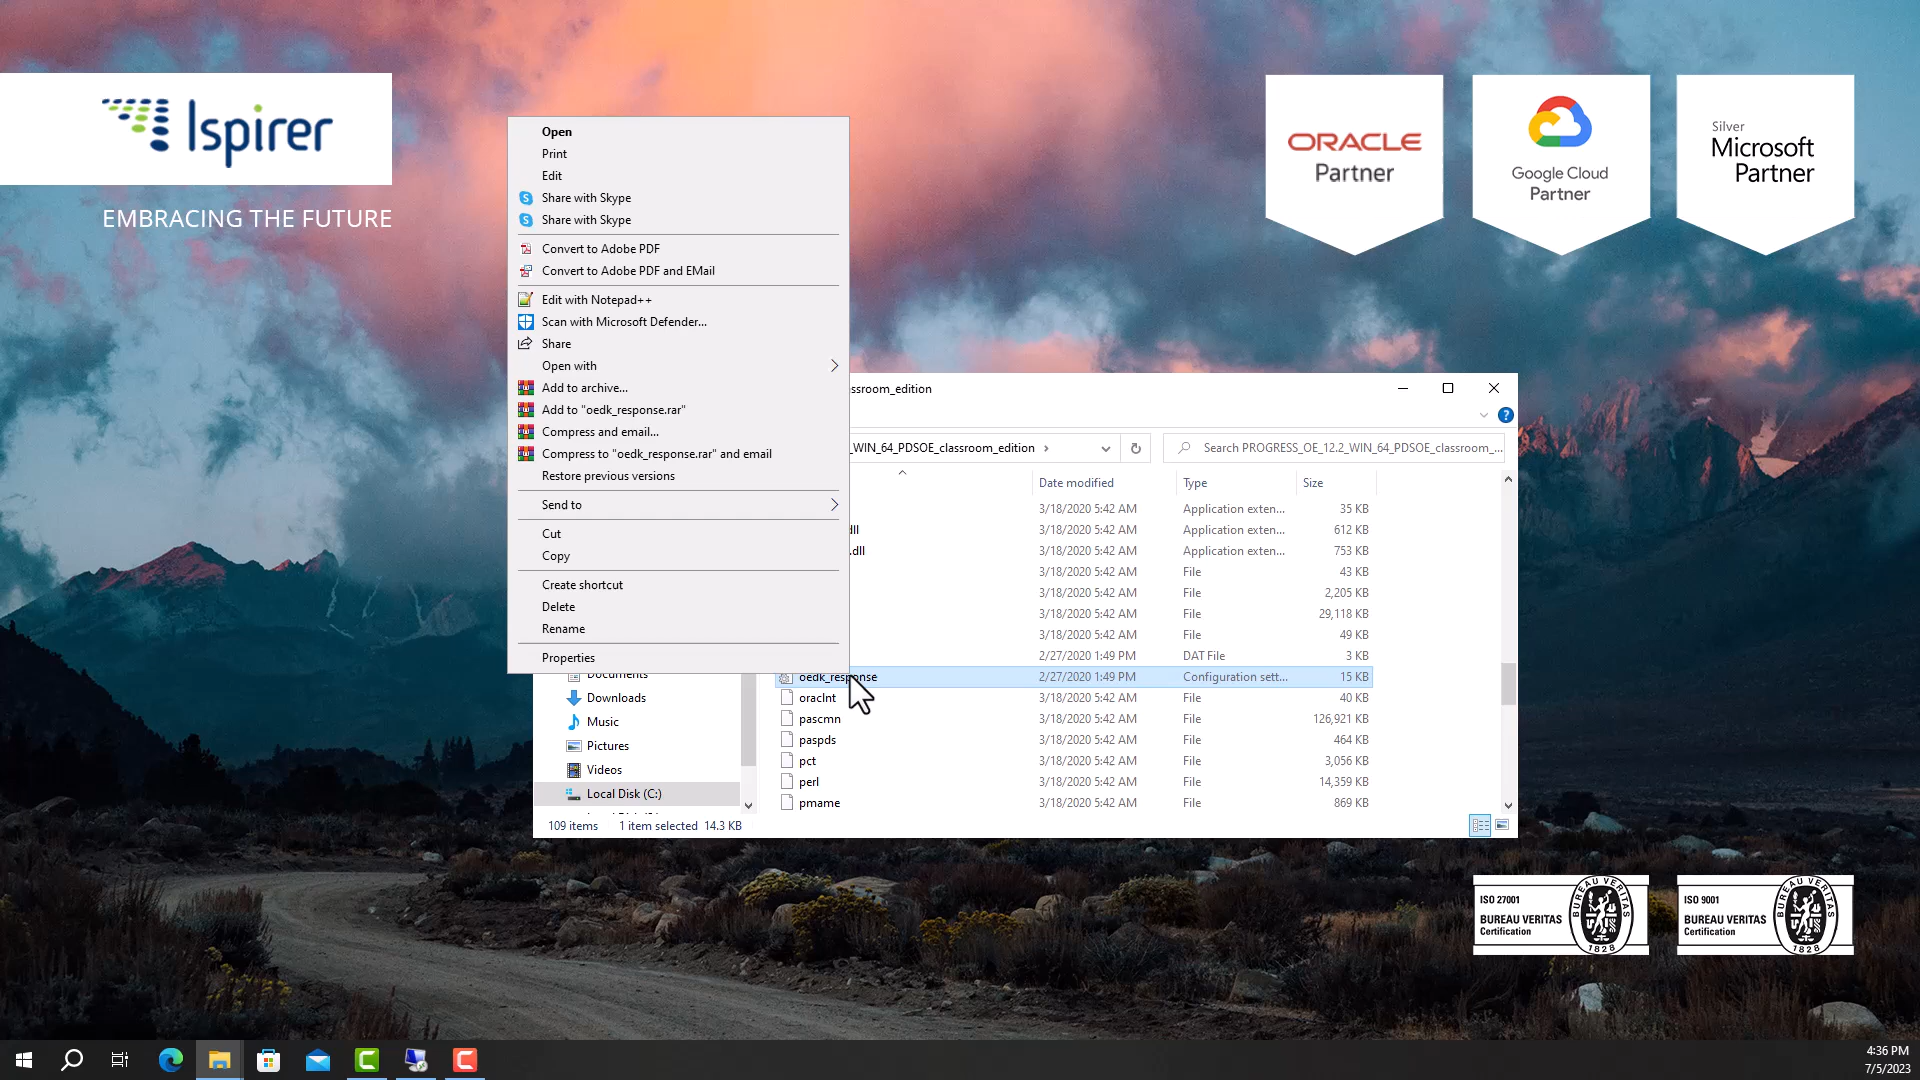 Ispirer
EMBRACING THE FUTURE
ORACLE
Partner
Google Cloud
Partner
Silver
Microsoft
Partner
Open
Print
Edit
Share with Skype
Share with Skype
Convert to Adobe PDF
Convert to Adobe PDF and EMail
Edit with Notepad++
Scan with Microsoft Defender...
Share
Open with
Add to archive...
Add to "oedk_response.rar"
Compress and email...
Compress to "oedk_response.rar" and email
Restore previous versions
Send to
Cut
Copy
Create shortcut
Delete
Rename
Properties
ssroom_edition
_WIN_64_PDSOE_classroom_edition
Search PROGRESS_OE_12.2_WIN_64_PDSOE_classroom_...
Date modified Type Size
3/18/2020 5:42 AM Application exten... 35 KB
dll 3/18/2020 5:42 AM Application exten... 612 KB
.dll 3/18/2020 5:42 AM Application exten... 753 KB
3/18/2020 5:42 AM File 43 KB
3/18/2020 5:42 AM File 2,205 KB
3/18/2020 5:42 AM File 29,118 KB
3/18/2020 5:42 AM File 49 KB
2/27/2020 1:49 PM DAT File 3 KB
oedk_response 2/27/2020 1:49 PM Configuration sett... 15 KB
oraclnt 3/18/2020 5:42 AM File 40 KB
pascmn 3/18/2020 5:42 AM File 126,921 KB
paspds 3/18/2020 5:42 AM File 464 KB
pct 3/18/2020 5:42 AM File 3,056 KB
perl 3/18/2020 5:42 AM File 14,359 KB
pmame 3/18/2020 5:42 AM File 869 KB
Documents
Downloads
Music
Pictures
Videos
Local Disk (C:)
109 items 1 item selected 14.3 KB
ISO 27001
BUREAU VERITAS
Certification
BUREAU VERITAS
1828
ISO 9001
BUREAU VERITAS
Certification
BUREAU VERITAS
1828
4:36 PM
7/5/2023